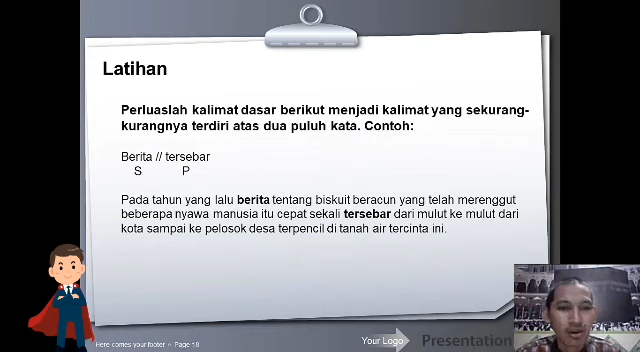 Latihan
Perluaslah kalimat dasar berikut menjadi kalimat yang sekurang-
kurangnya terdiri atas dua puluh kata. Contoh:
Berita // tersebar
S P
Pada tahun yang lalu berita tentang biskuit beracun yang telah merenggut
beberapa nyawa manusia itu cepat sekali tersebar dari mulut ke mulut dari
kota sampai ke pelosok desa terpencil di tanah air tercinta ini.
Here comes your footer Page 18
Your Logo
Presentation